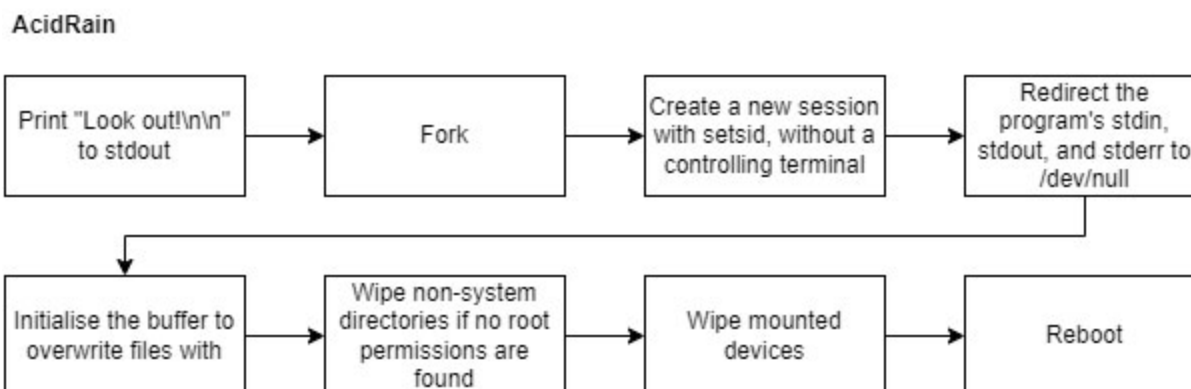 AcidRain
Print "Look out!\n\n"
to stdout
Fork
Create a new session
with setsid, without a
controlling terminal
Redirect the
program's stdin,
stdout, and stderr to
/dev/null
Initialise the buffer to
overwrite files with
Wipe non-system
directories if no root
permissions are
found
Wipe mounted
devices
Reboot